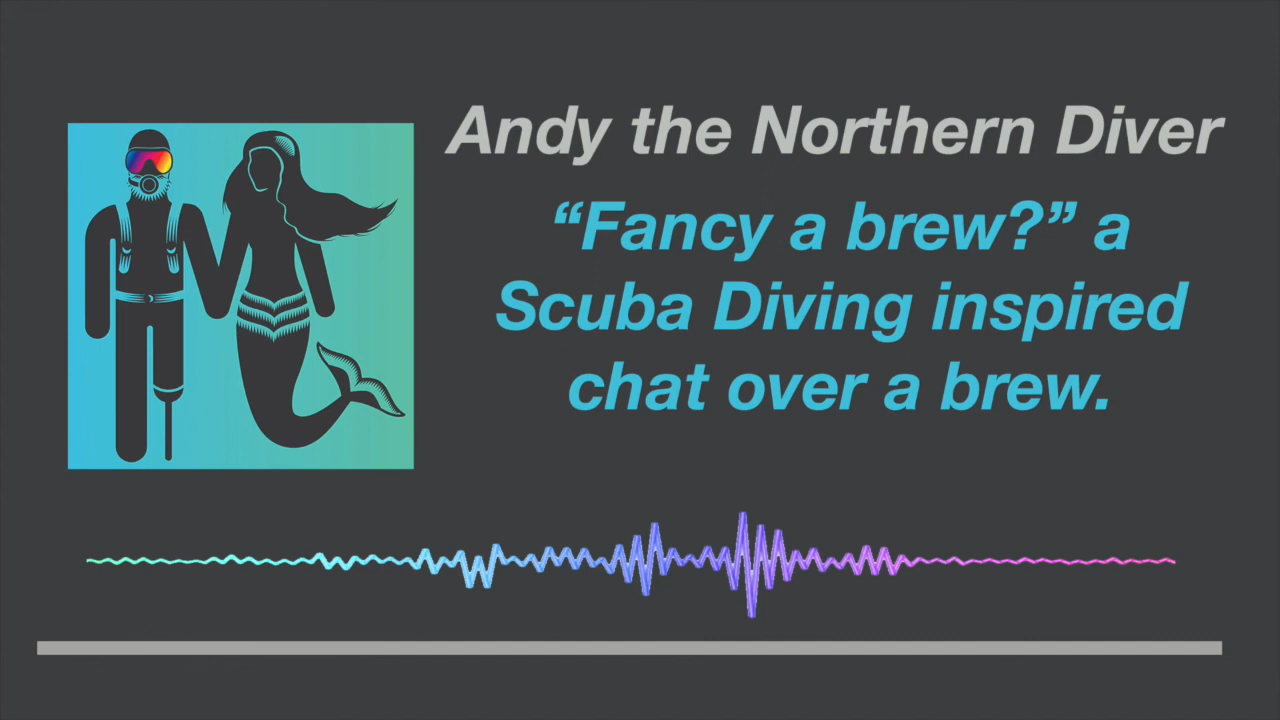 Andy the Northern Diver
“Fancy a brew?” a
Scuba Diving inspired
chat over a brew.